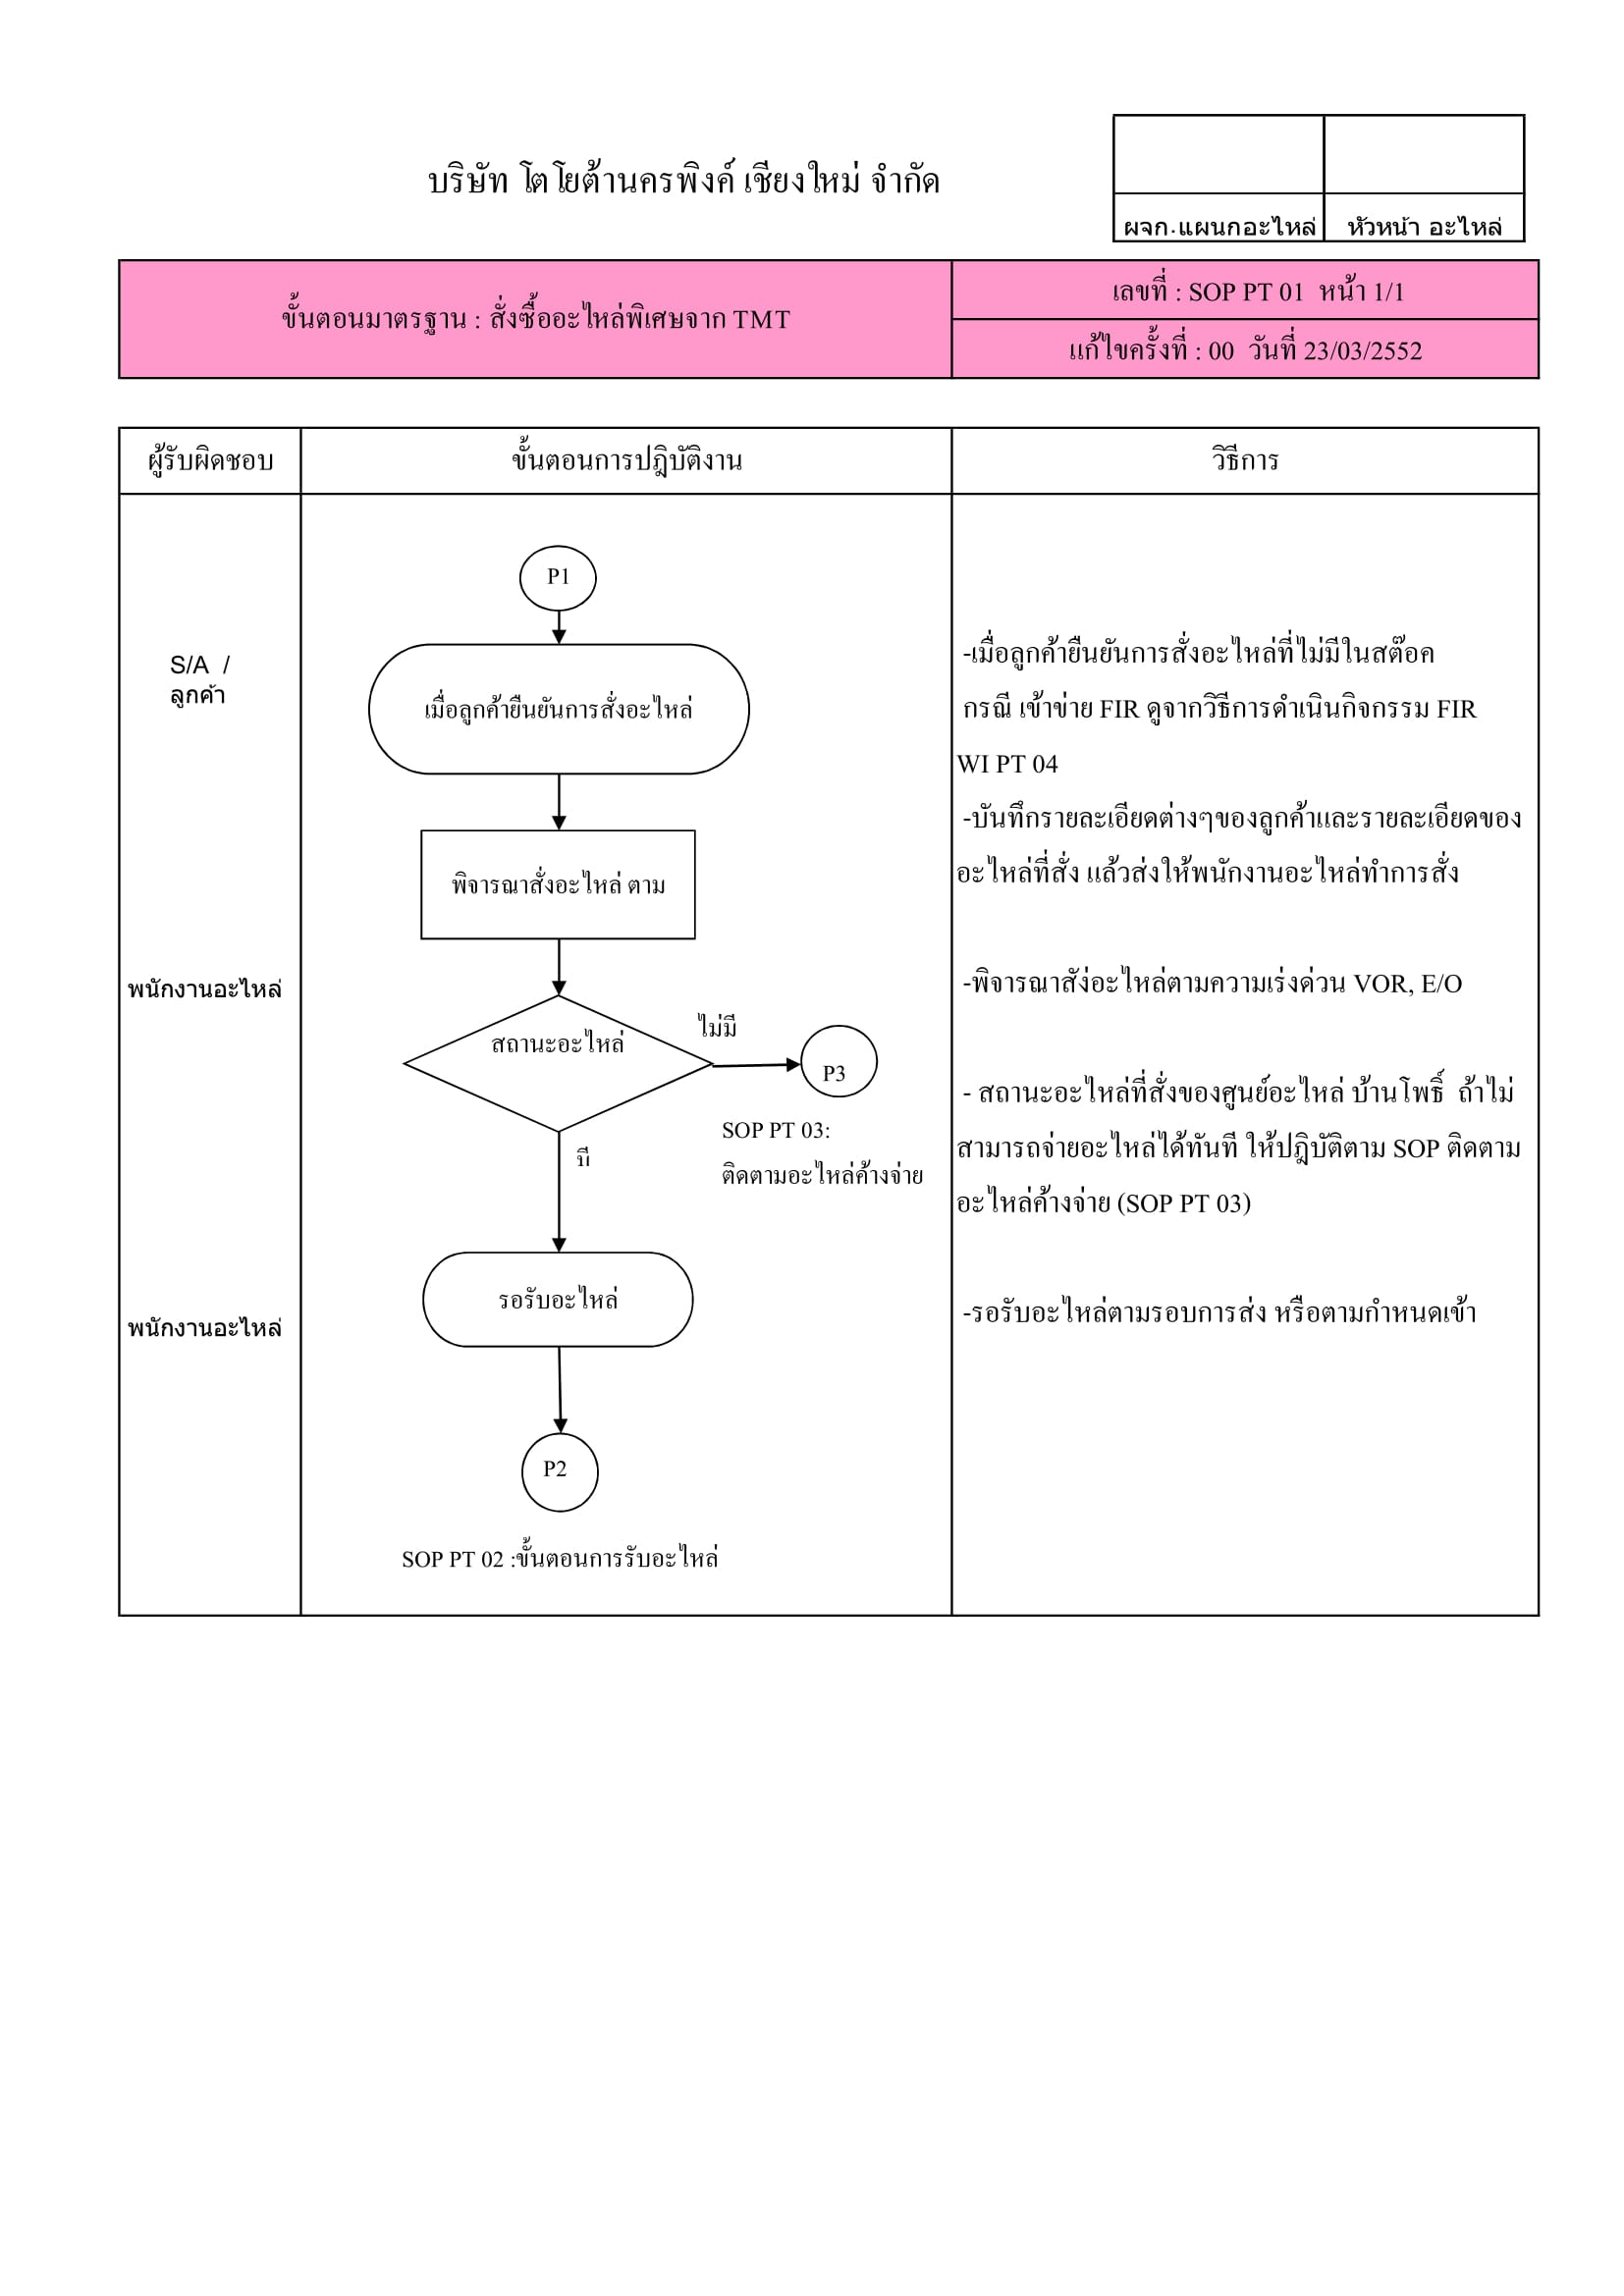 บริษัท โตโยต้านครพิงค์ เชียงใหม่ จำกัด
ผจก.แผนกอะไหล่ หัวหน้า อะไหล่
ขั้นตอนมาตรฐาน : สั่งซื้ออะไหล่พิเศษจาก TMT
เลขที่ : SOP PT 01 หน้า 1/1
แก้ไขครั้งที่ : 00 วันที่ 23/03/2552
ผู้รับผิดชอบ ขั้นตอนการปฎิบัติงาน วิธีการ
S/A /
ลูกค้า
พนักงานอะไหล่
พนักงานอะไหล่
P1
เมื่อลูกค้ายืนยันการสั่งอะไหล่
พิจารณาสั่งอะไหล่ ตาม
สถานะอะไหล่
ไม่มี
P3
SOP PT 03:
ติดตามอะไหล่ค้างจ่าย
มี
รอรับอะไหล่
P2
SOP PT 02 :ขั้นตอนการรับอะไหล่
-เมื่อลูกค้ายืนยันการสั่งอะไหล่ที่ไม่มีในสต๊อค
กรณี เข้าข่าย FIR ดูจากวิธีการดำเนินกิจกรรม FIR
WI PT 04
-บันทึกรายละเอียดต่างๆของลูกค้าและรายละเอียดของ
อะไหล่ที่สั่ง แล้วส่งให้พนักงานอะไหล่ทำการสั่ง
-พิจารณาสัง่อะไหล่ตามความเร่งด่วน VOR, E/O
- สถานะอะไหล่ที่สั่งของศูนย์อะไหล่ บ้านโพธิ์ ถ้าไม่
สามารถจ่ายอะไหล่ได้ทันที ให้ปฎิบัติตาม SOP ติดตาม
อะไหล่ค้างจ่าย (SOP PT 03)
-รอรับอะไหล่ตามรอบการส่ง หรือตามกำหนดเข้า